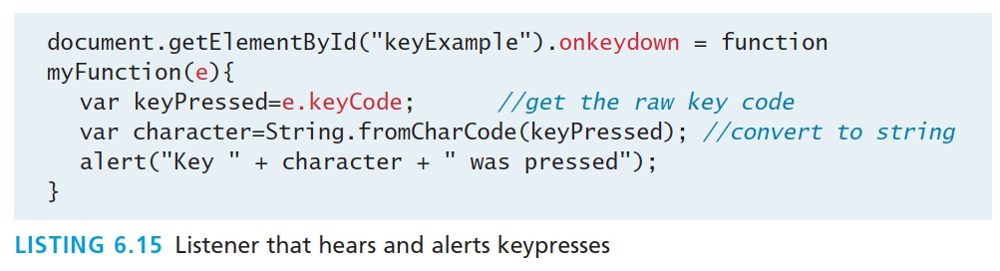 document.getElementById("keyExample").onkeydown = function
myFunction(e){
var keyPressed=e.keyCode; //get the raw key code
var character=String.fromCharCode(keyPressed); //convert to string
alert("Key " + character + " was pressed");
}
LISTING 6.15 Listener that hears and alerts keypresses